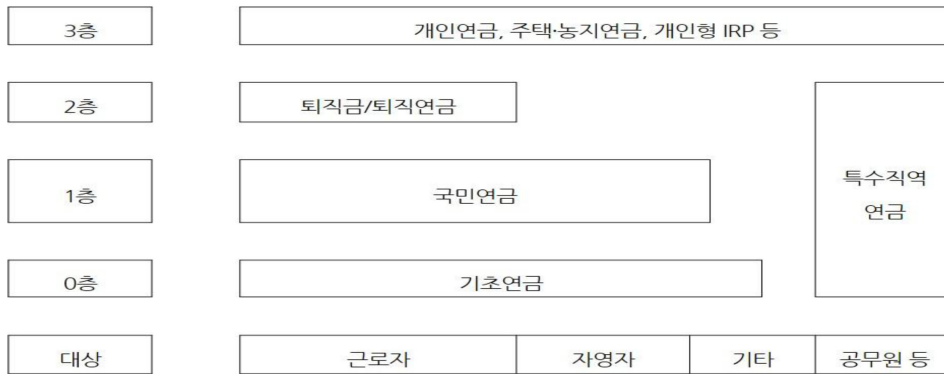 3층
개인연금, 주택·농지연금, 개인형 IRP 등
2층
퇴직금/퇴직연금
특수직역
연금
1층
국민연금
0층
기초연금
대상
근로자
자영자
기타
공무원 등